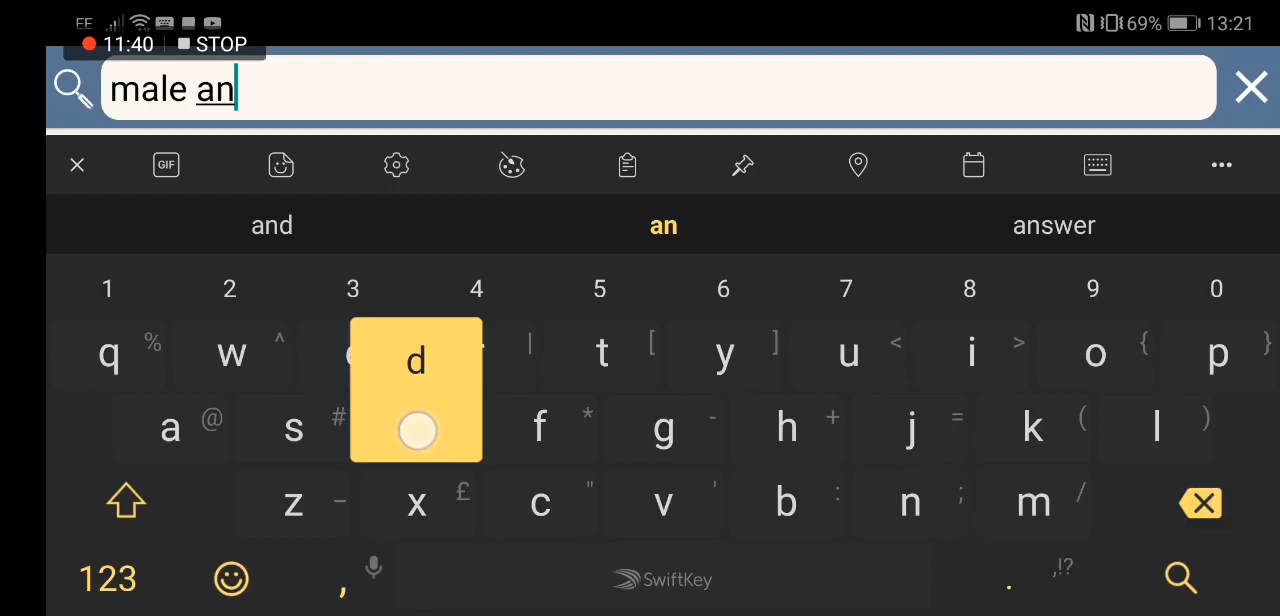 EE 69% 13:21
11:40 STOP
male an
GIF
and an answer
1 2 3 4 5 6 7 8 9 0
q % w ^ d | t [ y ] u < i > o { p }
a @ s # f * g - h + j = k ( l )
z _ x £ c " v ' b : n ; m /
123 , SwiftKey . ,!?